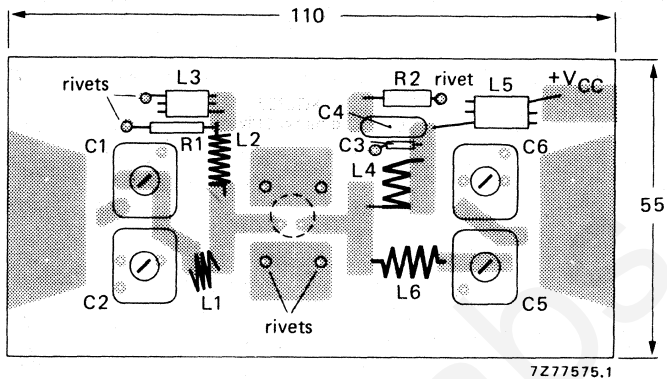 110
rivets
L3
R2
rivet
L5
+VCC
C4
C1
R1
L2
C3
L4
C6
55
C2
L1
L6
C5
rivets
7Z77575.1